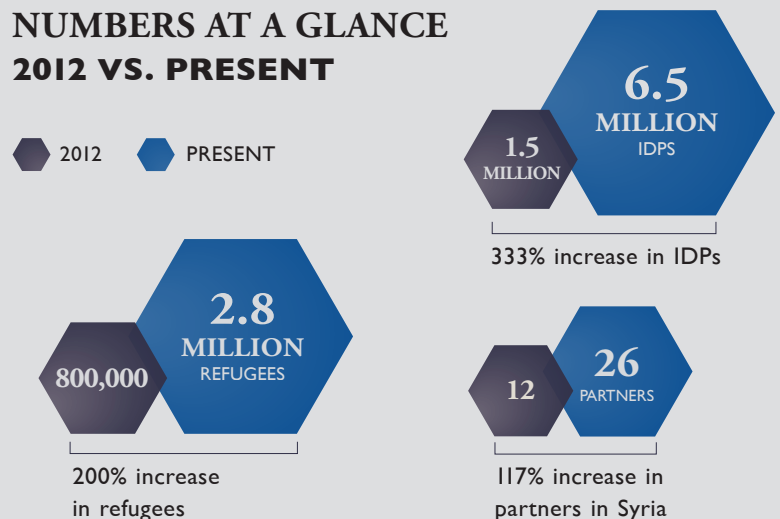 NUMBERS AT A GLANCE
2012 VS. PRESENT
2012
PRESENT
6.5
MILLION
IDPS
1.5
MILLION
333% increase in IDPs
2.8
MILLION
REFUGEES
800,000
200% increase
in refugees
26
PARTNERS
12
117% increase in
partners in Syria